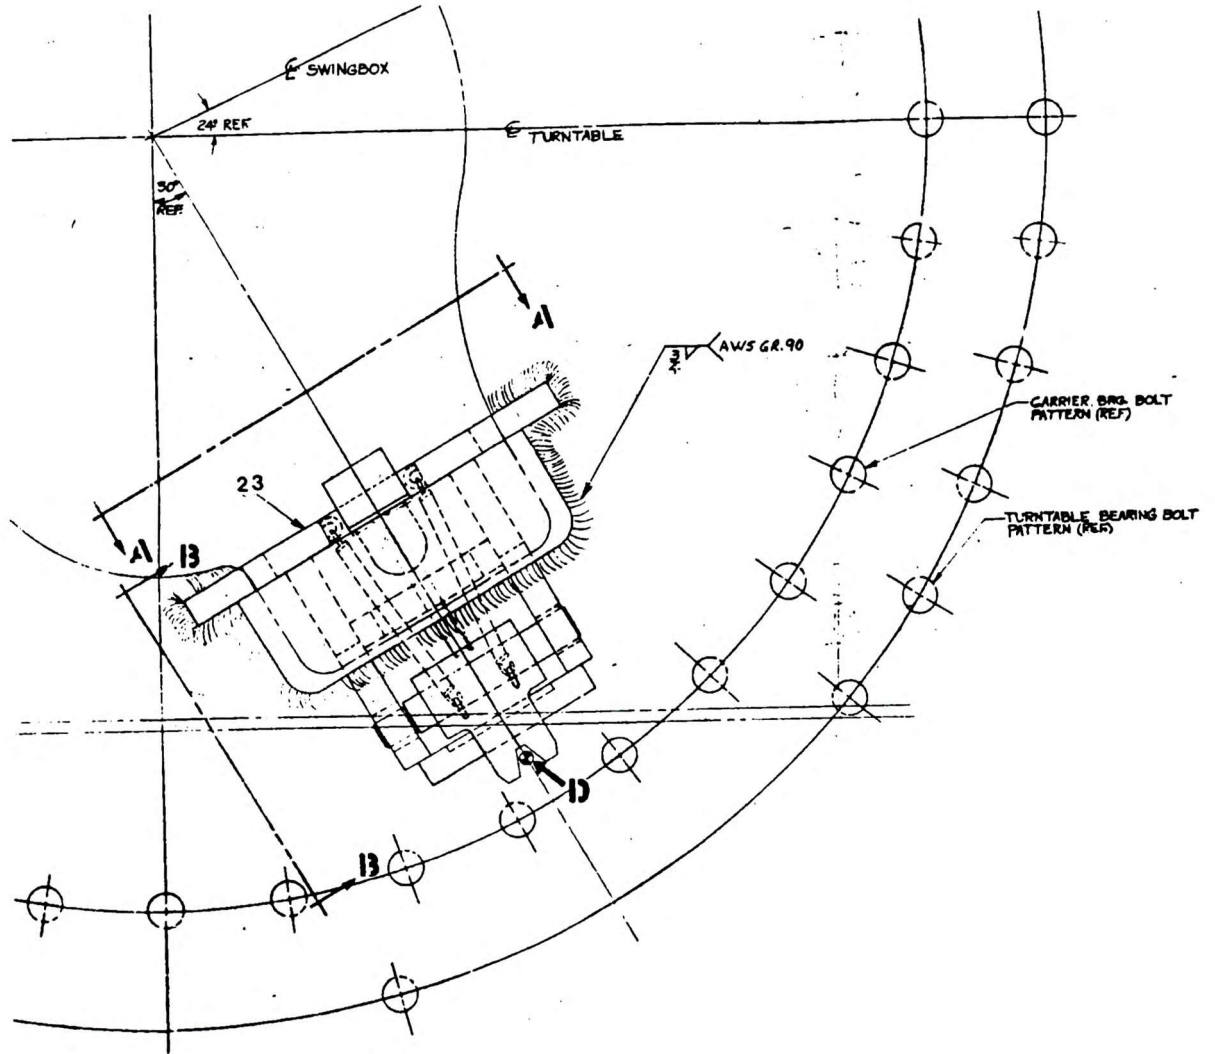 ℄ SWINGBOX
24° REF
℄ TURNTABLE
30°
REF.
A
AWS GR.90
CARRIER BRG. BOLT
PATTERN (REF)
23
TURNTABLE BEARING BOLT
PATTERN (REF)
A
B
D
B